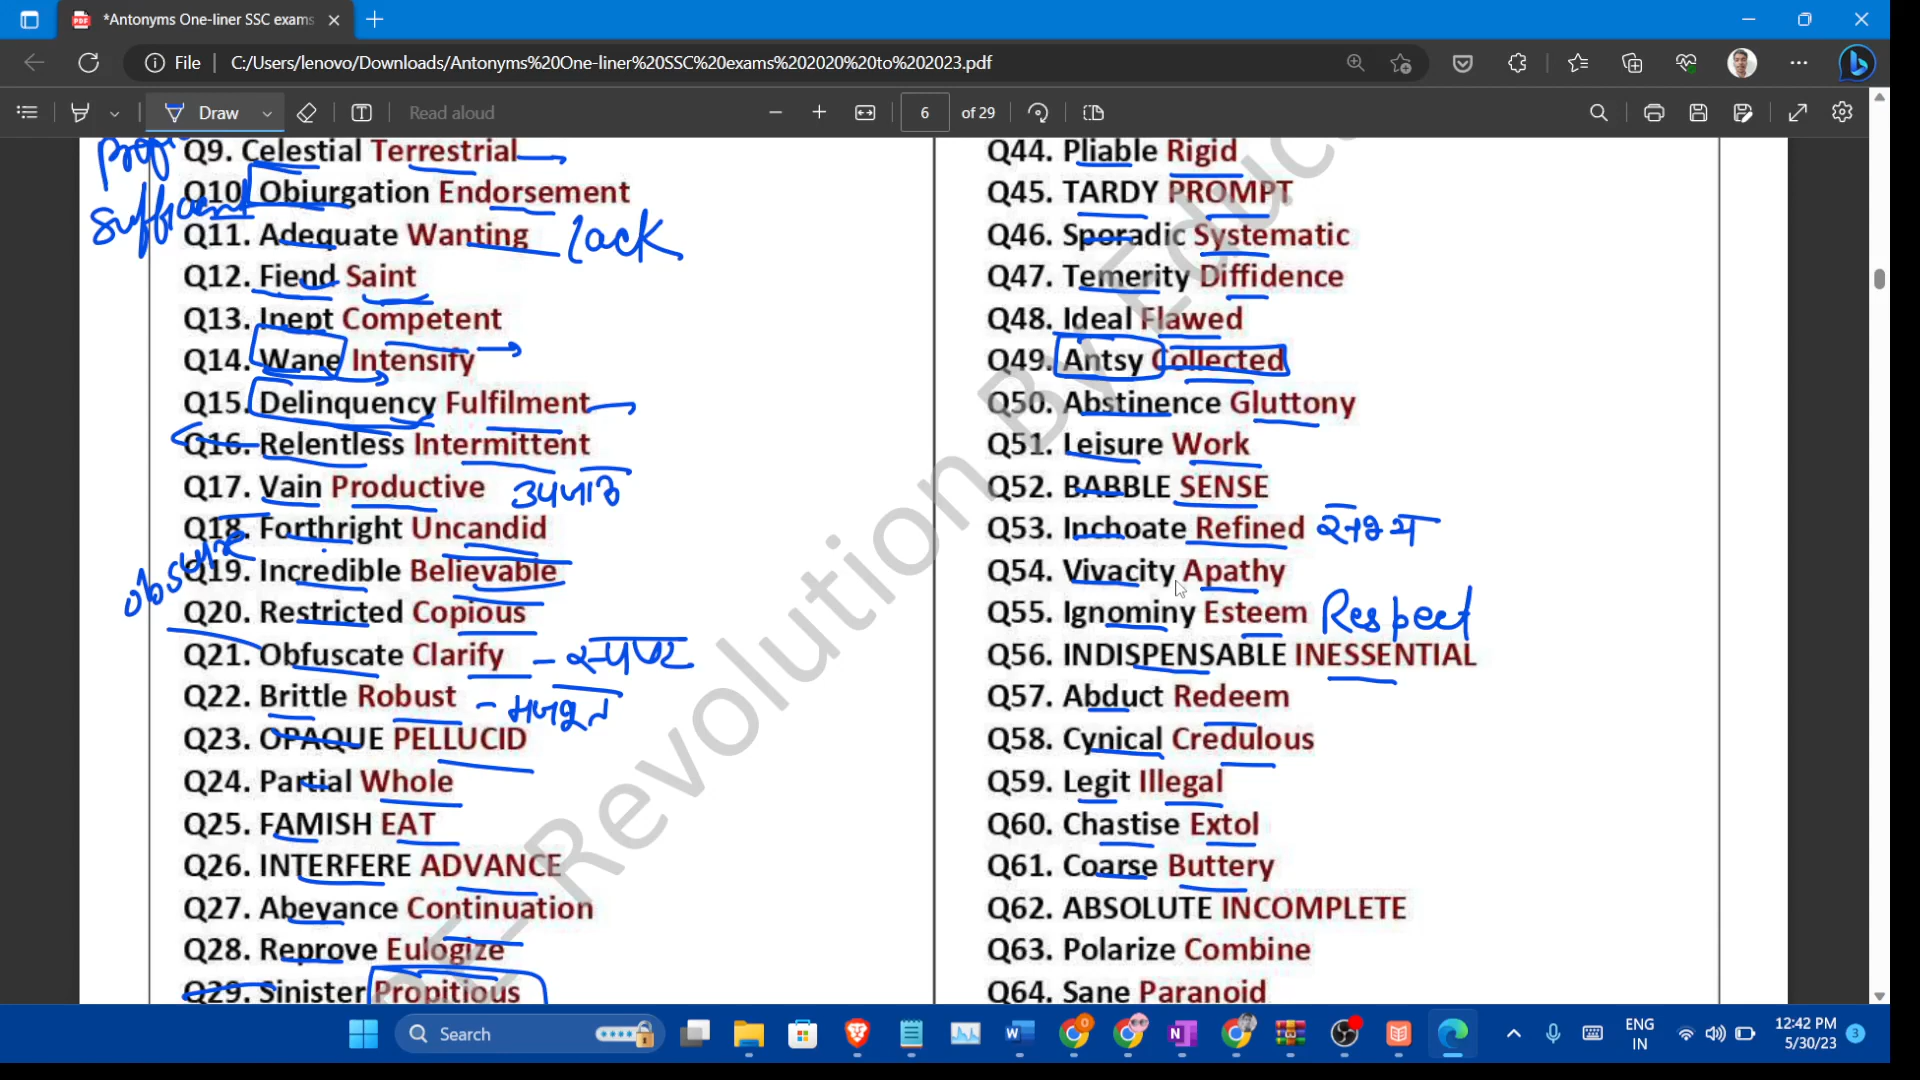 *Antonyms One-liner SSC exams
File
C:/Users/lenovo/Downloads/Antonyms%20One-liner%20SSC%20exams%202020%20to%202023.pdf
Draw
Read aloud
6
of 29
Q9. Celestial Terrestrial
Q10. Objurgation Endorsement
sufficient
Q11. Adequate Wanting lack
Q12. Fiend Saint
Q13. Inept Competent
Q14. Wane Intensify
Q15. Delinquency Fulfilment
Q16. Relentless Intermittent
Q17. Vain Productive उपजाऊ
Q18. Forthright Uncandid
obscure
Q19. Incredible Believable
Q20. Restricted Copious
Q21. Obfuscate Clarify - स्पष्ट
Q22. Brittle Robust - मजबूत
Q23. OPAQUE PELLUCID
Q24. Partial Whole
Q25. FAMISH EAT
Q26. INTERFERE ADVANCE
Q27. Abeyance Continuation
Q28. Reprove Eulogize
Q29. Sinister Propitious
Q44. Pliable Rigid
Q45. TARDY PROMPT
Q46. Sporadic Systematic
Q47. Temerity Diffidence
Q48. Ideal Flawed
Q49. Antsy Collected
Q50. Abstinence Gluttony
Q51. Leisure Work
Q52. BABBLE SENSE
Q53. Inchoate Refined
Q54. Vivacity Apathy
Q55. Ignominy Esteem Respect
Q56. INDISPENSABLE INESSENTIAL
Q57. Abduct Redeem
Q58. Cynical Credulous
Q59. Legit Illegal
Q60. Chastise Extol
Q61. Coarse Buttery
Q62. ABSOLUTE INCOMPLETE
Q63. Polarize Combine
Q64. Sane Paranoid
Revolution By
Search
ENG
IN
12:42 PM
5/30/23
3